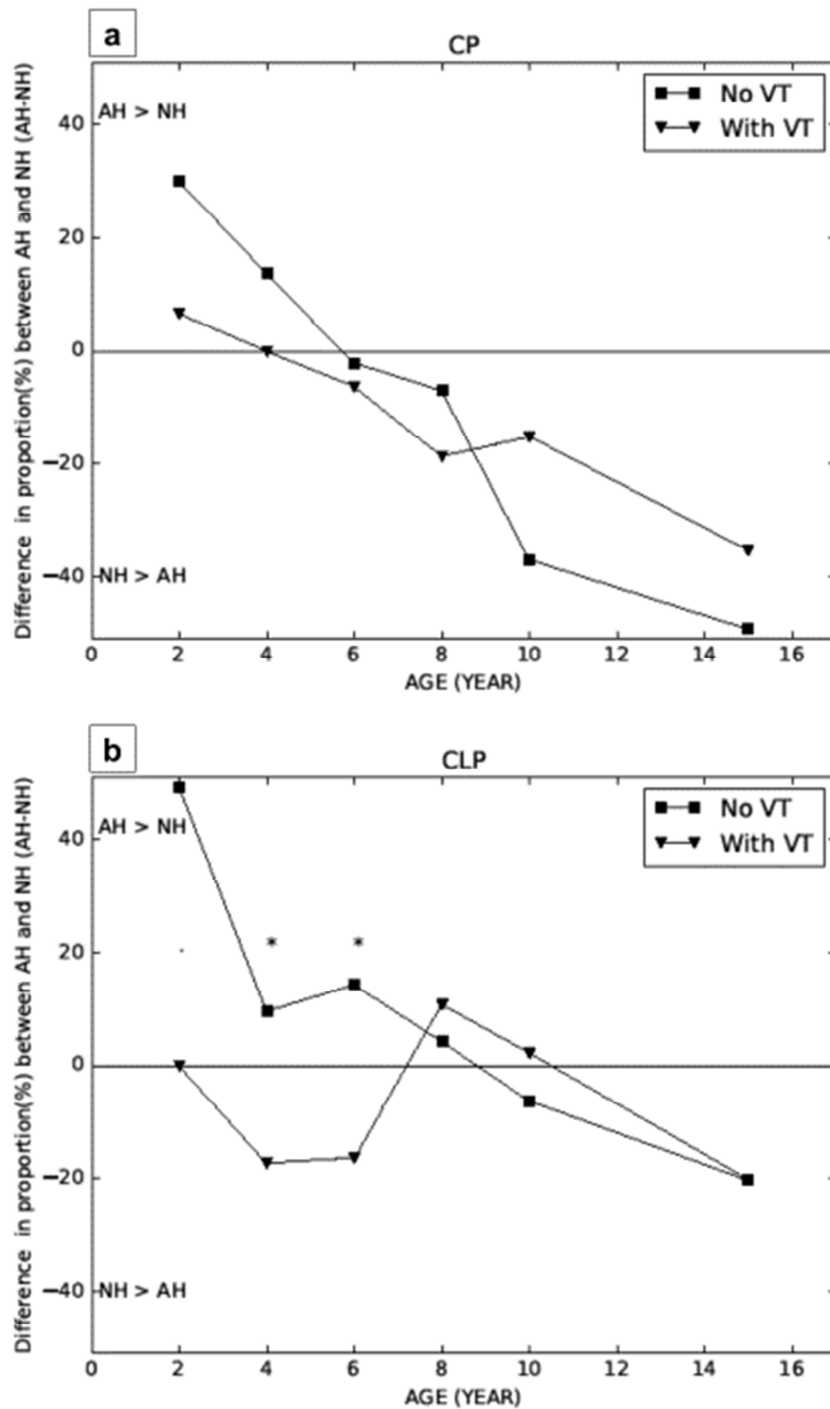 a
CP
AH > NH
No VT
With VT
40
20
0
−20
−40
NH > AH
Difference in proportion(%) between AH and NH (AH-NH)
0 2 4 6 8 10 12 14 16
AGE (YEAR)
b
CLP
AH > NH
No VT
With VT
40
* *
20
0
−20
−40
NH > AH
Difference in proportion(%) between AH and NH (AH-NH)
0 2 4 6 8 10 12 14 16
AGE (YEAR)